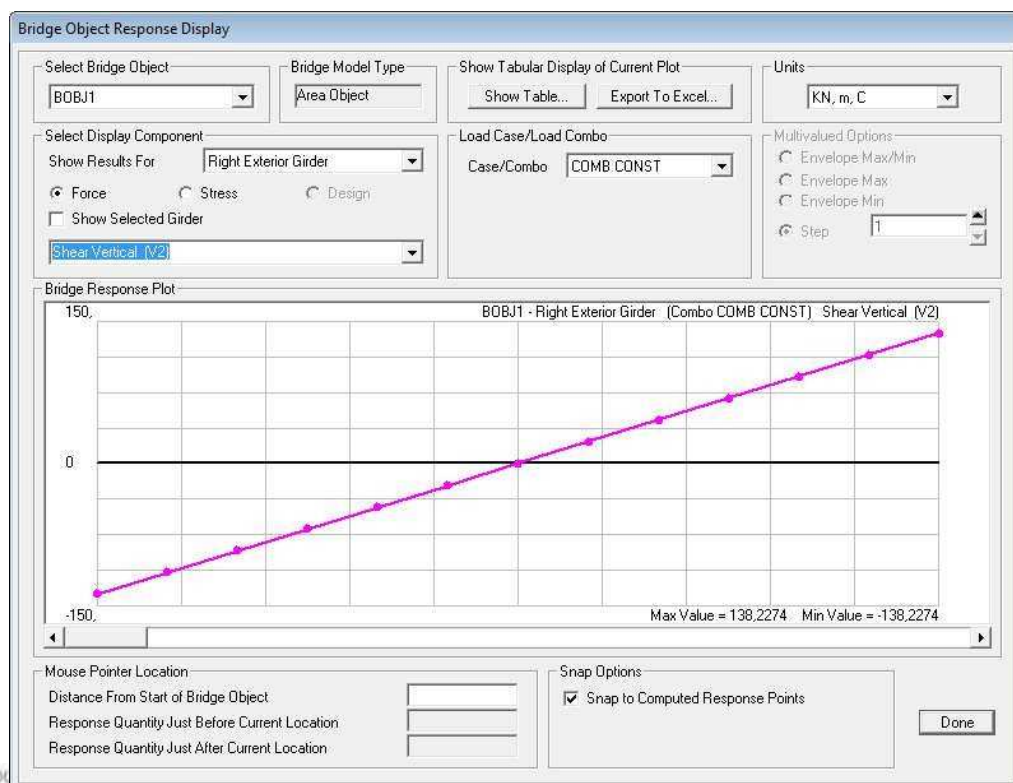 Bridge Object Response Display
Select Bridge Object
BOBJ1
Bridge Model Type
Area Object
Show Tabular Display of Current Plot
Show Table...
Export To Excel...
Units
KN, m, C
Select Display Component
Show Results For
Right Exterior Girder
Force
Stress
Design
Show Selected Girder
Shear Vertical (V2)
Load Case/Load Combo
Case/Combo
COMB CONST
Multivalued Options
Envelope Max/Min
Envelope Max
Envelope Min
Step
1
Bridge Response Plot
150,
BOBJ1 - Right Exterior Girder (Combo COMB CONST) Shear Vertical (V2)
0
-150,
Max Value = 138,2274 Min Value = -138,2274
Mouse Pointer Location
Distance From Start of Bridge Object
Response Quantity Just Before Current Location
Response Quantity Just After Current Location
Snap Options
Snap to Computed Response Points
Done